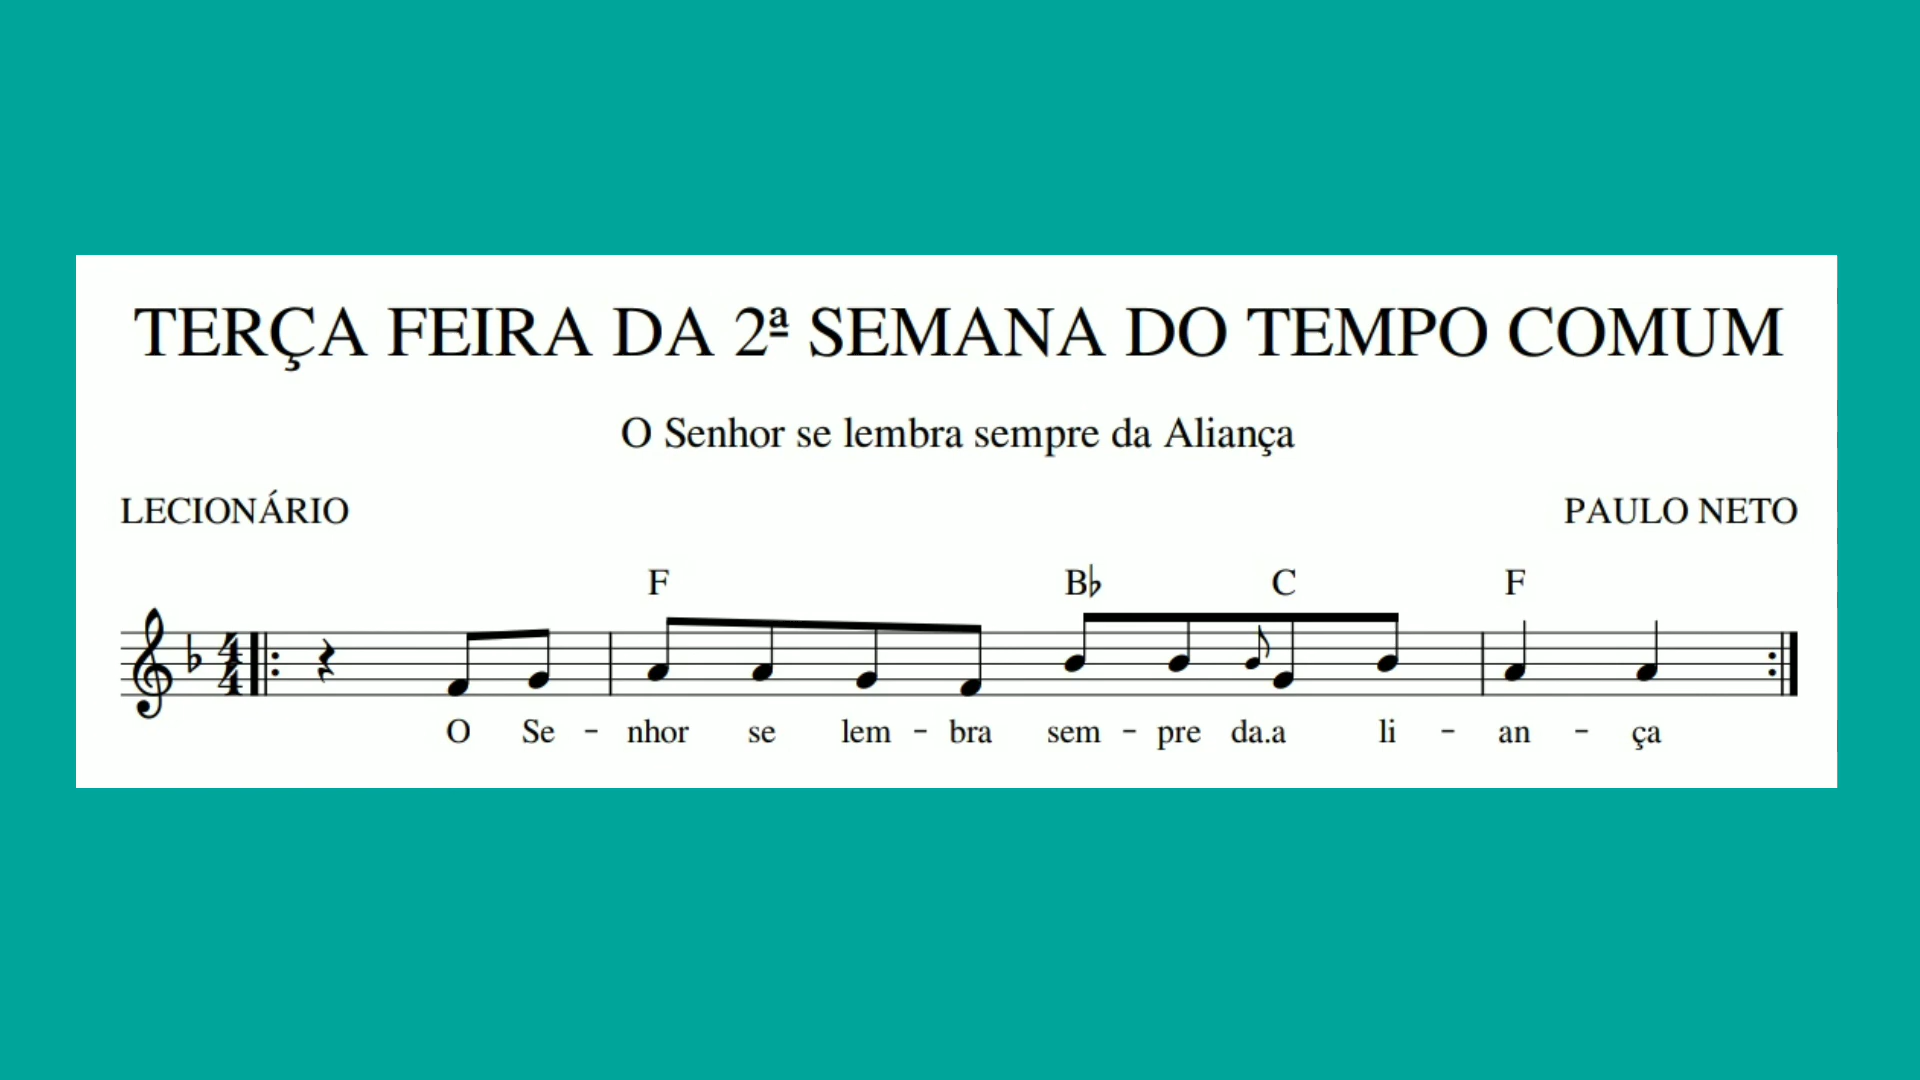 TERÇA FEIRA DA 2ª SEMANA DO TEMPO COMUM
O Senhor se lembra sempre da Aliança
LECIONÁRIO PAULO NETO
F B♭ C F
O Se - nhor se lem - bra sem - pre da.a li - an - ça